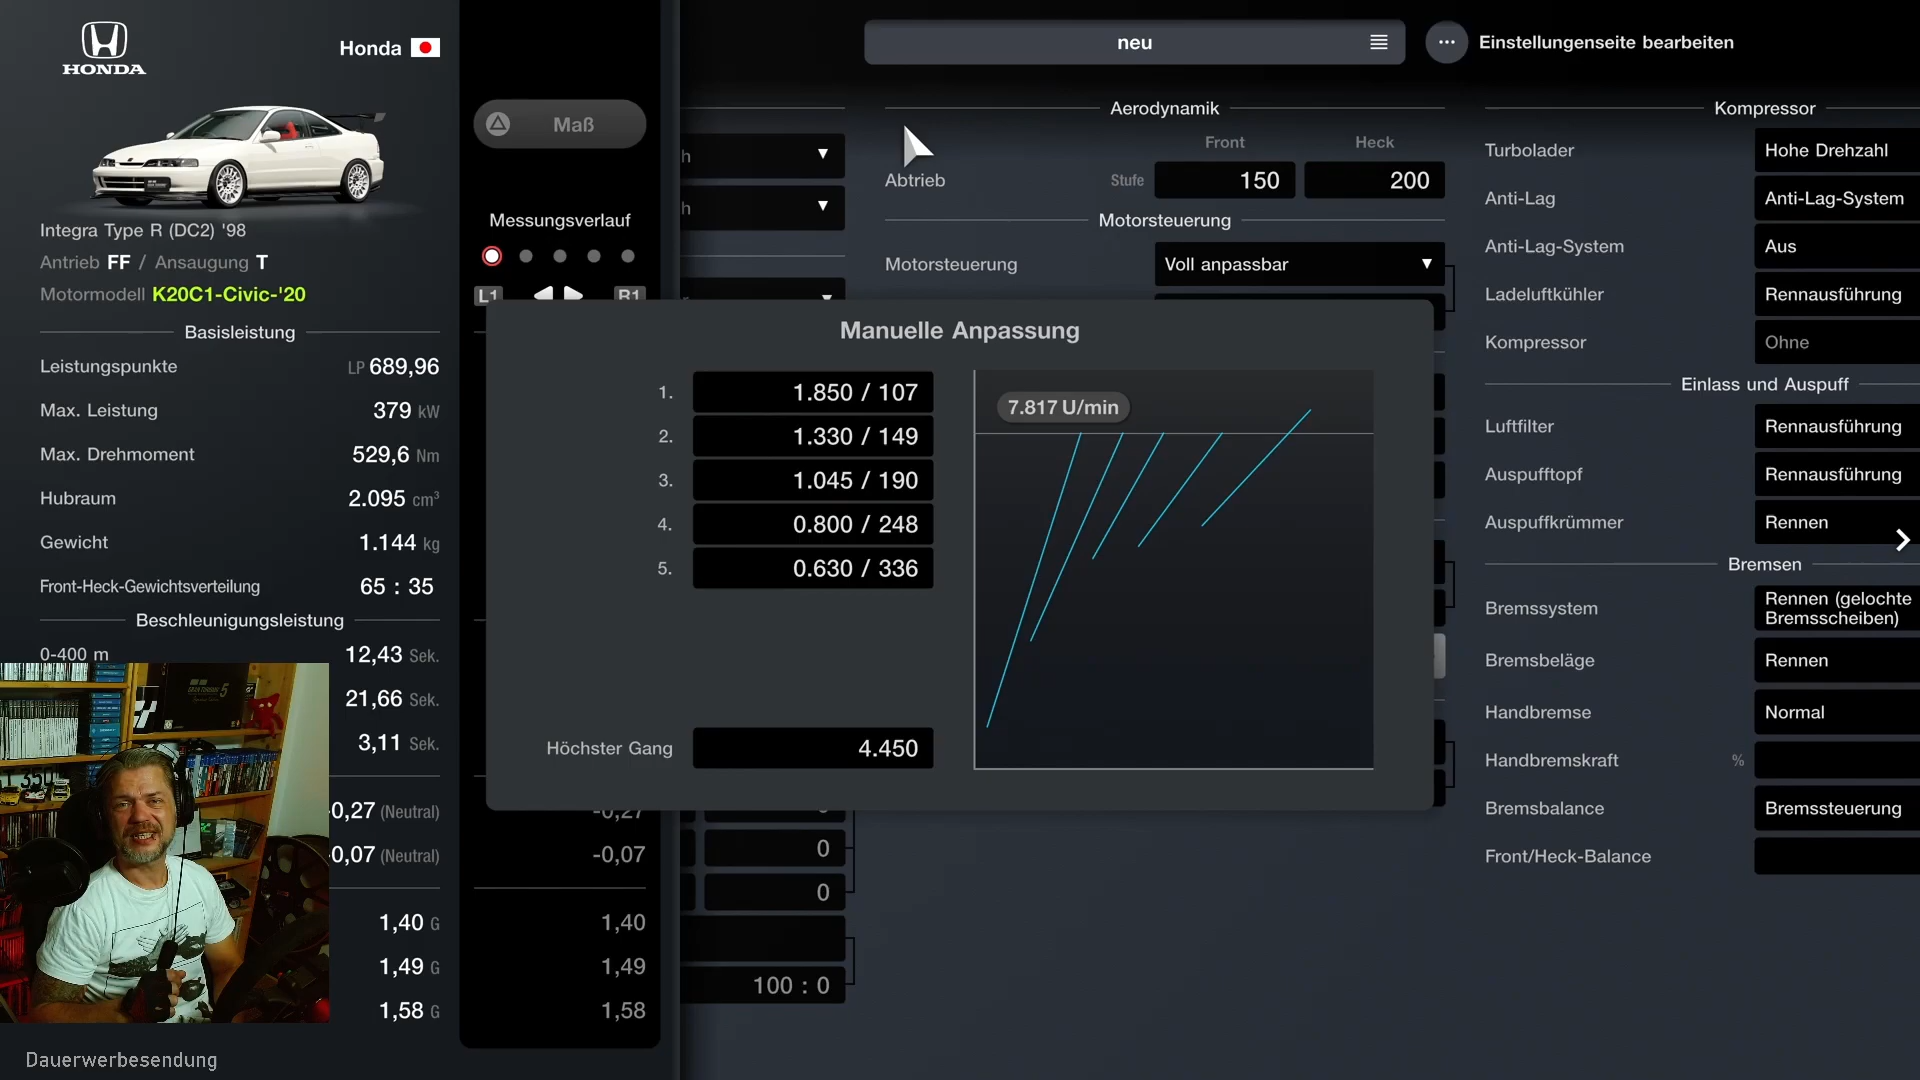 HONDA
Honda
Integra Type R (DC2) '98
Antrieb FF / Ansaugung T
Motormodell K20C1-Civic-'20
Basisleistung
Leistungspunkte LP 689,96
Max. Leistung 379 kW
Max. Drehmoment 529,6 Nm
Hubraum 2.095 cm³
Gewicht 1.144 kg
Front-Heck-Gewichtsverteilung 65 : 35
Beschleunigungsleistung
0-400 m 12,43 Sek.
21,66 Sek.
3,11 Sek.
-0,27 (Neutral)
-0,07 (Neutral)
1,40 G
1,49 G
1,58 G
Dauerwerbesendung
Maß
Messungsverlauf
L1 R1
-0,27
-0,07
1,40
1,49
1,58
h
h
0
0
100 : 0
neu
Einstellungenseite bearbeiten
Aerodynamik
Front Heck
Abtrieb Stufe 150 200
Motorsteuerung
Motorsteuerung Voll anpassbar
Manuelle Anpassung
1. 1.850 / 107
2. 1.330 / 149
3. 1.045 / 190
4. 0.800 / 248
5. 0.630 / 336
Höchster Gang 4.450
7.817 U/min
Kompressor
Turbolader Hohe Drehzahl
Anti-Lag Anti-Lag-System
Anti-Lag-System Aus
Ladeluftkühler Rennausführung
Kompressor Ohne
Einlass und Auspuff
Luftfilter Rennausführung
Auspufftopf Rennausführung
Auspuffkrümmer Rennen
Bremsen
Bremssystem Rennen (gelochte
Bremsscheiben)
Bremsbeläge Rennen
Handbremse Normal
Handbremskraft %
Bremsbalance Bremssteuerung
Front/Heck-Balance